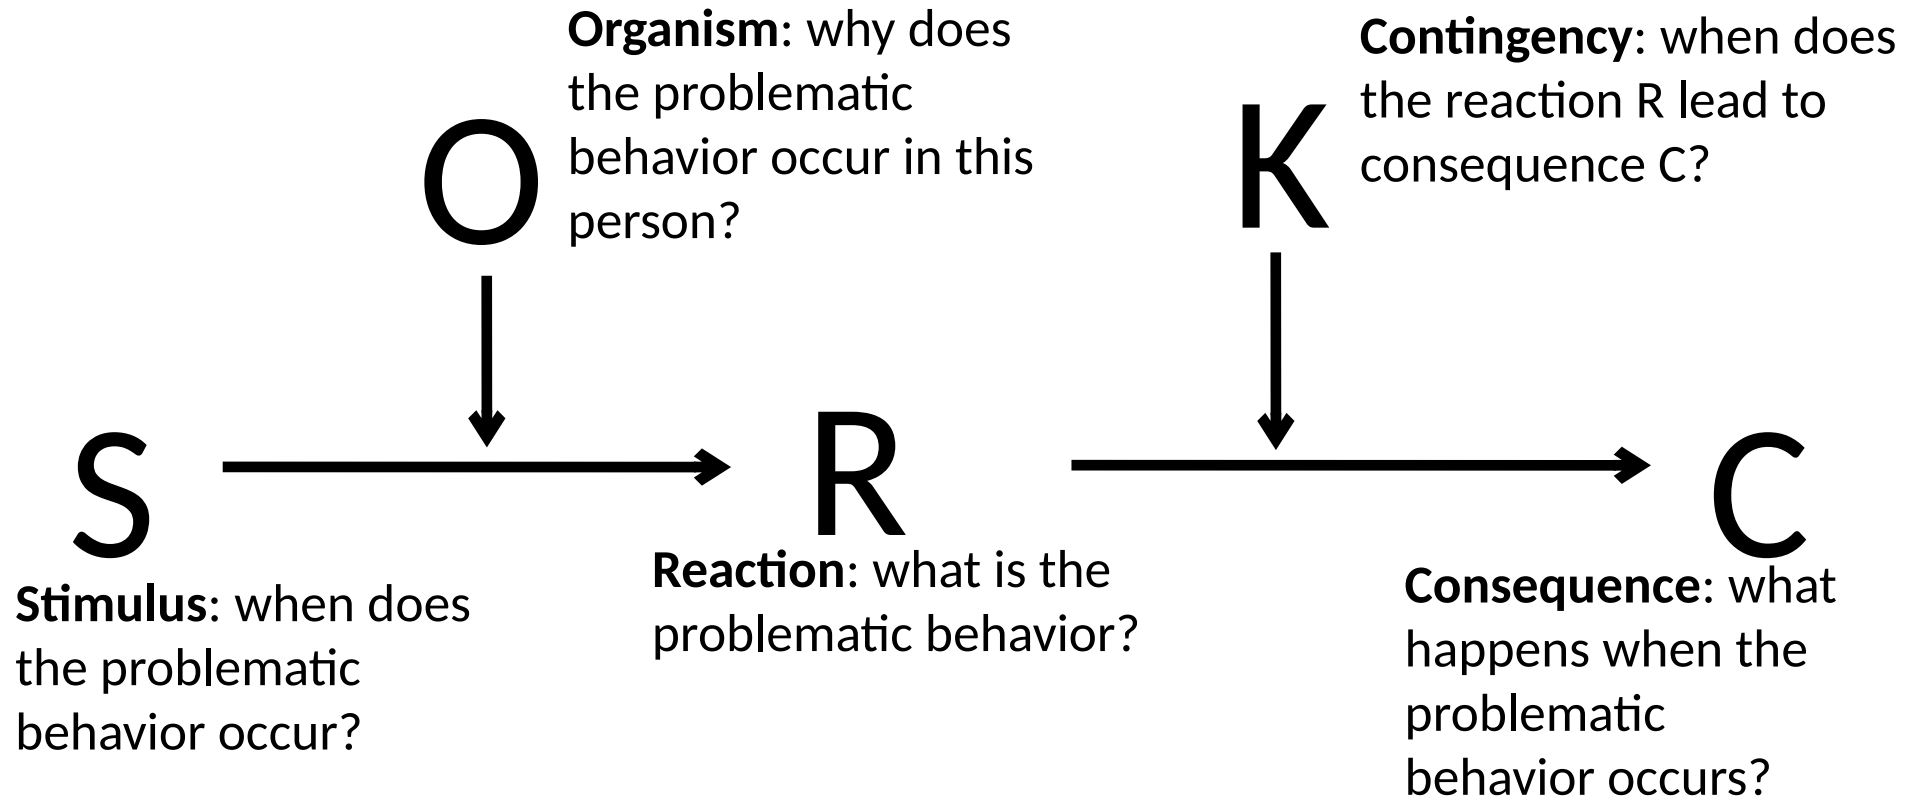 O
Organism: why does
the problematic
behavior occur in this
person?
K
Contingency: when does
the reaction R lead to
consequence C?
S
Stimulus: when does
the problematic
behavior occur?
R
Reaction: what is the
problematic behavior?
C
Consequence: what
happens when the
problematic
behavior occurs?